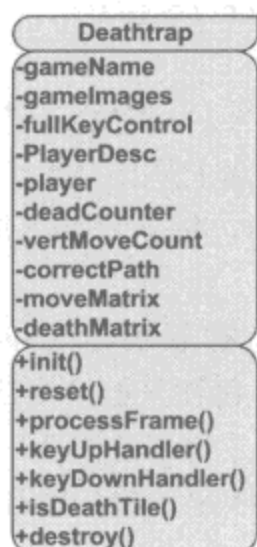 Deathtrap
-gameName
-gameImages
-fullKeyControl
-PlayerDesc
-player
-deadCounter
-vertMoveCount
-correctPath
-moveMatrix
-deathMatrix
+init()
+reset()
+processFrame()
+keyUpHandler()
+keyDownHandler()
+isDeathTile()
+destroy()